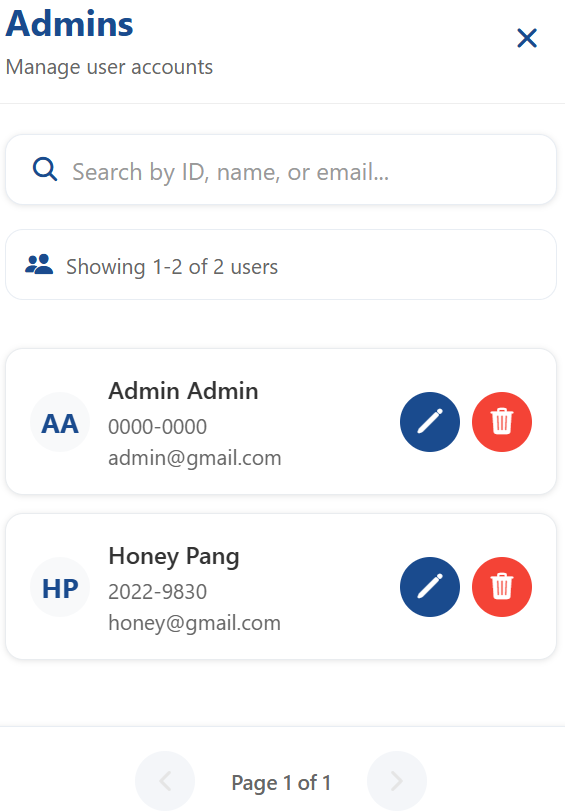 Admins
Manage user accounts
Search by ID, name, or email...
Showing 1-2 of 2 users
AA
Admin Admin
0000-0000
admin@gmail.com
HP
Honey Pang
2022-9830
honey@gmail.com
Page 1 of 1